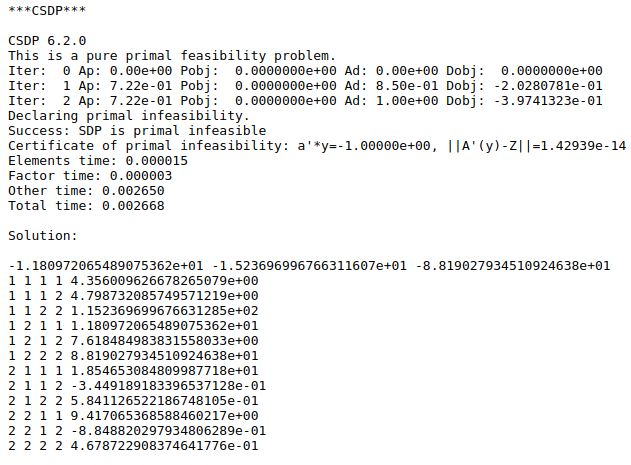 ***CSDP***
CSDP 6.2.0
This is a pure primal feasibility problem.
Iter:  0 Ap: 0.00e+00 Pobj:  0.0000000e+00 Ad: 0.00e+00 Dobj:  0.0000000e+00
Iter:  1 Ap: 7.22e-01 Pobj:  0.0000000e+00 Ad: 8.50e-01 Dobj: -2.0280781e-01
Iter:  2 Ap: 7.22e-01 Pobj:  0.0000000e+00 Ad: 1.00e+00 Dobj: -3.9741323e-01
Declaring primal infeasibility.
Success: SDP is primal infeasible
Certificate of primal infeasibility: a'*y=-1.00000e+00, ||A'(y)-Z||=1.42939e-14
Elements time: 0.000015
Factor time: 0.000003
Other time: 0.002650
Total time: 0.002668
Solution:
-1.180972065489075362e+01 -1.523696996766311607e+01 -8.819027934510924638e+01
1 1 1 1 4.356009626678265079e+00
1 1 1 2 4.798732085749571219e+00
1 1 2 2 1.152369699676631285e+02
1 2 1 1 1.180972065489075362e+01
1 2 1 2 7.618484983831558033e+00
1 2 2 2 8.819027934510924638e+01
2 1 1 1 1.854653084809987718e+01
2 1 1 2 -3.449189183396537128e-01
2 1 2 2 5.841126522186748105e-01
2 2 1 1 9.417065368588460217e+00
2 2 1 2 -8.848820297934806289e-01
2 2 2 2 4.678722908374641776e-01